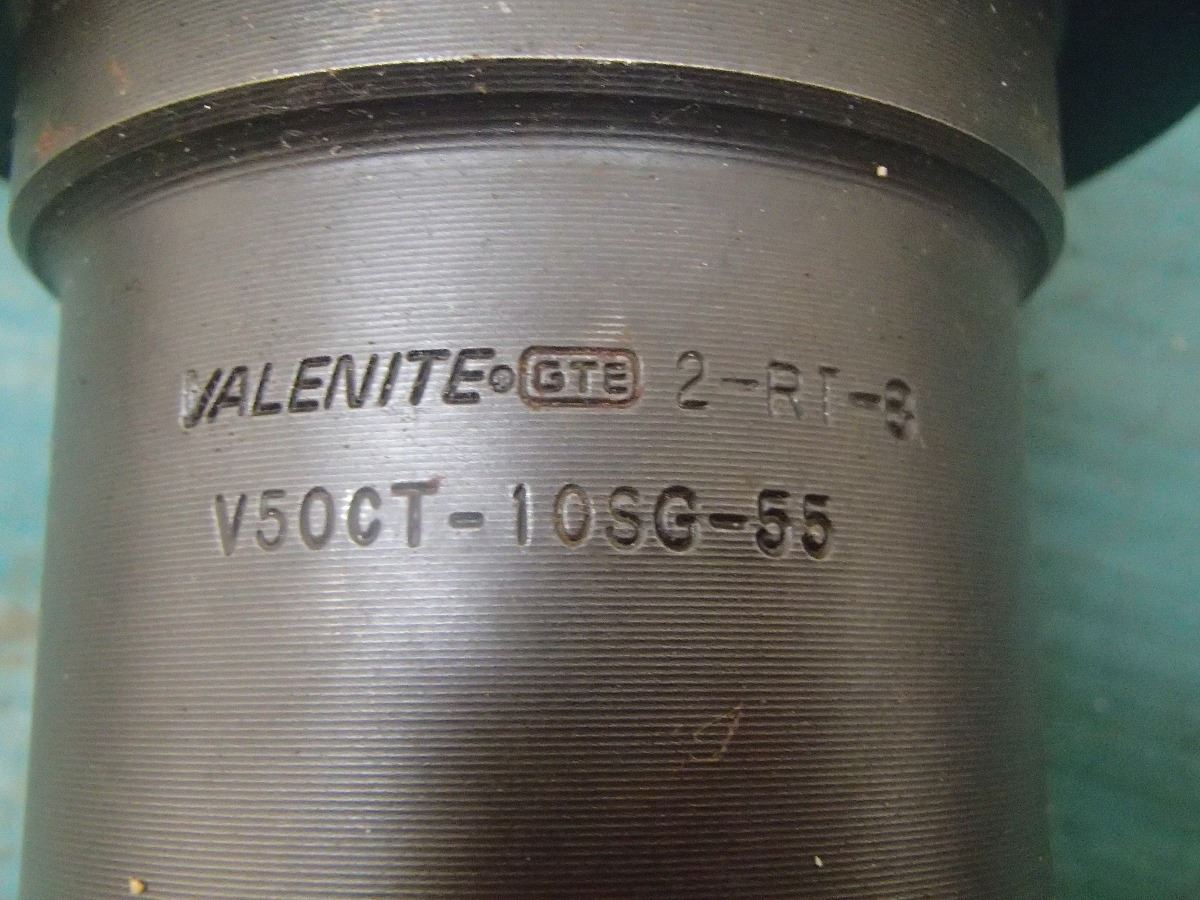 VALENITE® GTE 2-RT-8
V50CT-10SG-55